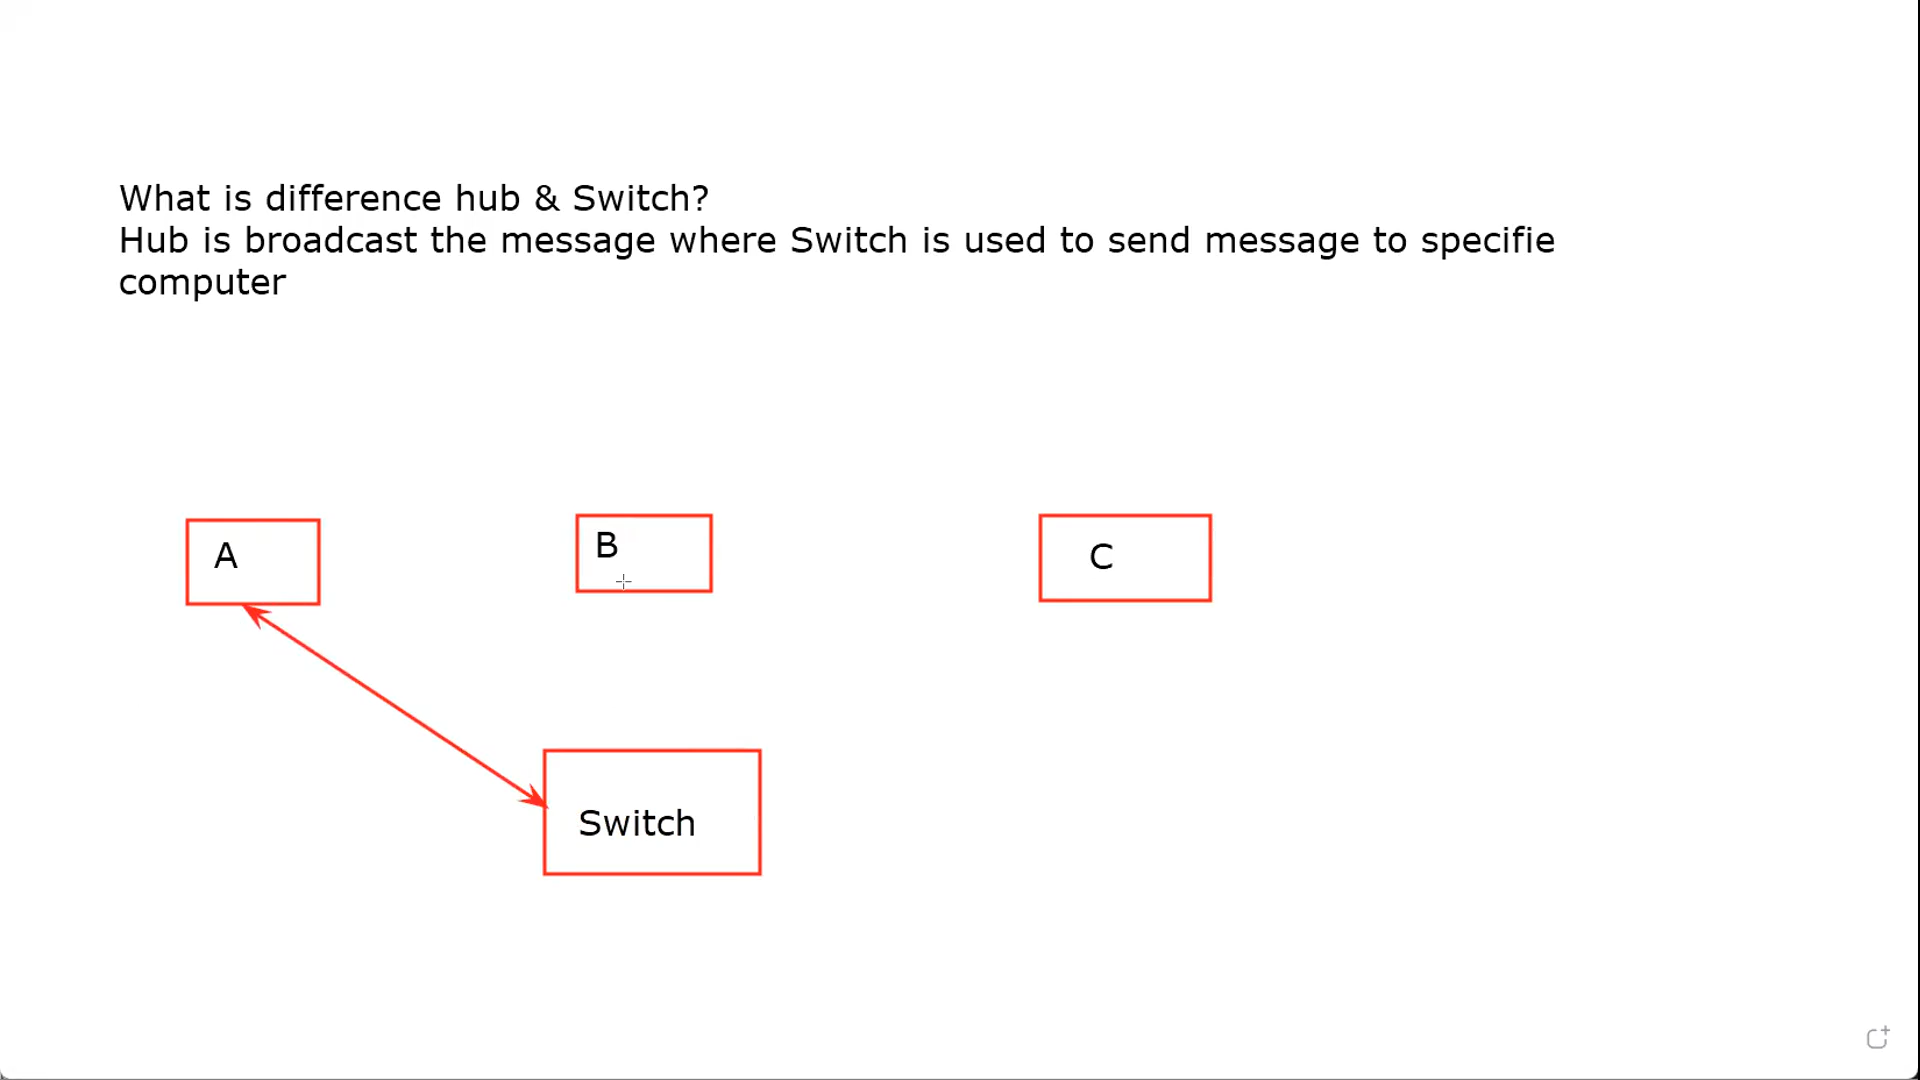 What is difference hub & Switch?
Hub is broadcast the message where Switch is used to send message to specifie
computer
A
B
C
Switch